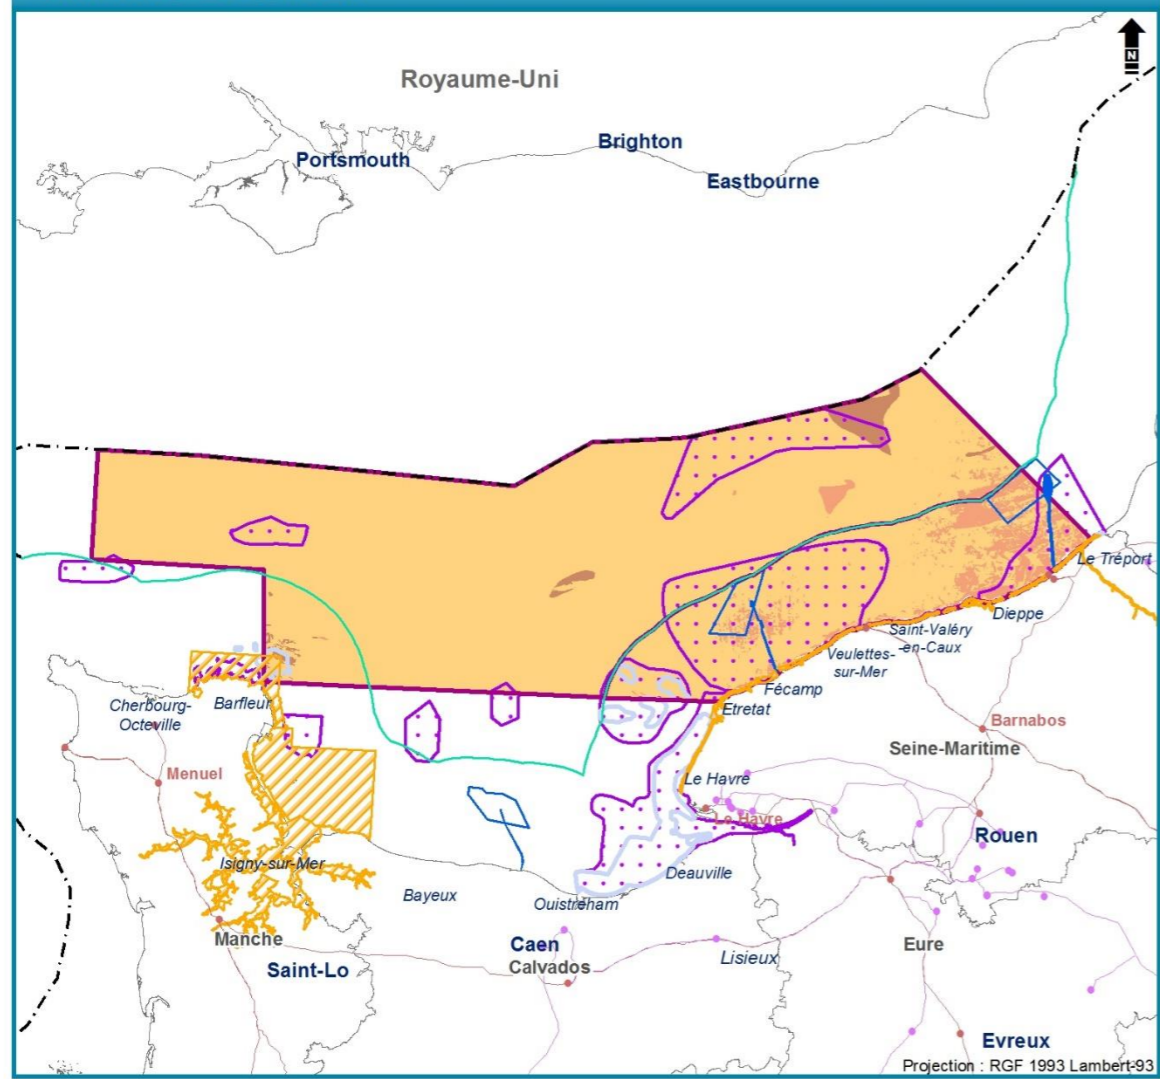 N
Royaume-Uni
Brighton
Portsmouth
Eastbourne
Le Tréport
Dieppe
Saint-Valéry
-en-Caux
Veulettes-
sur-Mer
Fécamp
Etretat
Cherbourg-
Octeville
Barfleur
Barnabos
Seine-Maritime
Menuel
Le Havre
Le Havre
Rouen
Isigny-sur-Mer
Deauville
Bayeux
Ouistreham
Manche
Caen
Calvados
Eure
Lisieux
Saint-Lo
Evreux
Projection : RGF 1993 Lambert-93